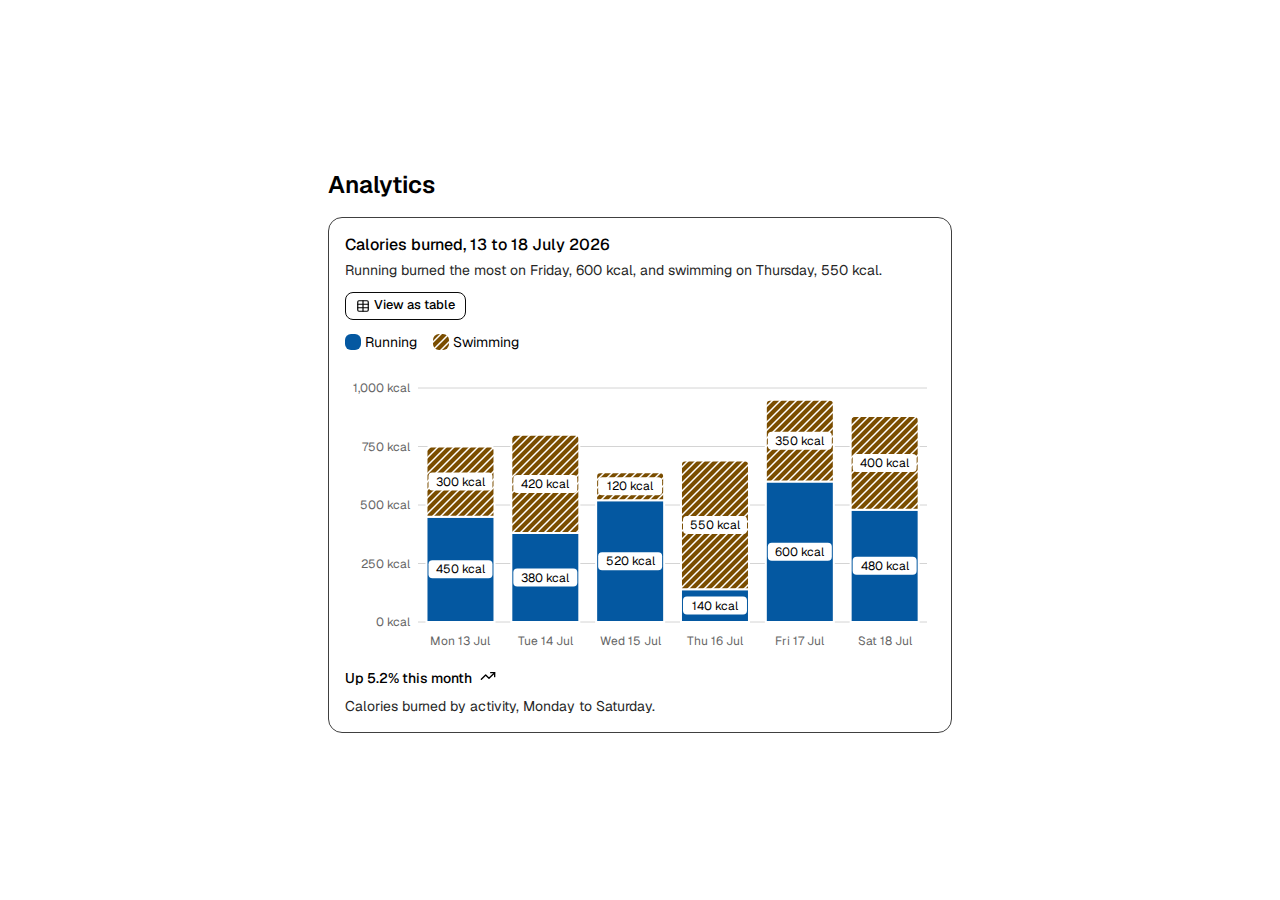 Analytics
Calories burned, 13 to 18 July 2026
Running burned the most on Friday, 600 kcal, and swimming on Thursday, 550 kcal.
View as table
Running Swimming
1,000 kcal
750 kcal
500 kcal
250 kcal
0 kcal
300 kcal
450 kcal
420 kcal
380 kcal
120 kcal
520 kcal
550 kcal
140 kcal
350 kcal
600 kcal
400 kcal
480 kcal
Mon 13 Jul Tue 14 Jul Wed 15 Jul Thu 16 Jul Fri 17 Jul Sat 18 Jul
Up 5.2% this month
Calories burned by activity, Monday to Saturday.